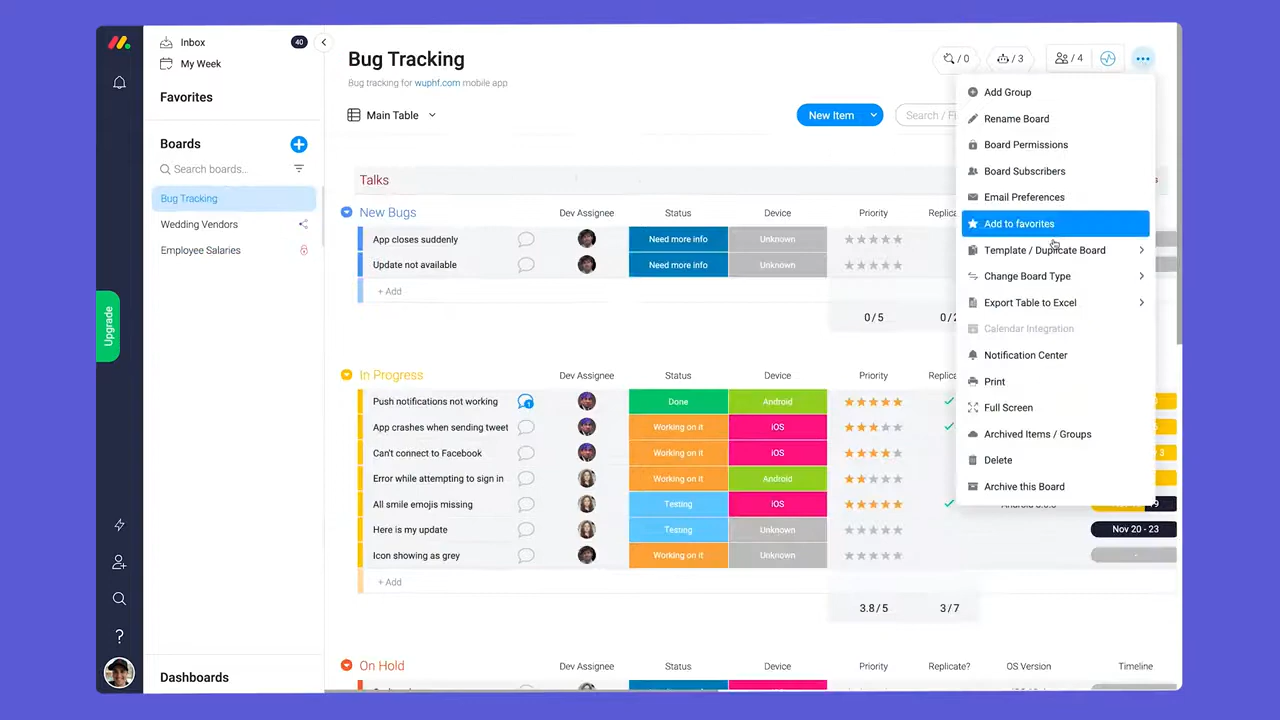 Inbox
40
My Week
Favorites
Boards
Search boards...
Bug Tracking
Wedding Vendors
Employee Salaries
Upgrade
?
Dashboards
Bug Tracking
Bug tracking for wuphf.com mobile app
/ 0
/ 3
/ 4
Main Table
New Item
Search /
Add Group
Rename Board
Board Permissions
Board Subscribers
Email Preferences
Add to favorites
Template / Duplicate Board
Change Board Type
Export Table to Excel
Calendar Integration
Notification Center
Print
Full Screen
Archived Items / Groups
Delete
Archive this Board
Talks
New Bugs Dev Assignee Status Device Priority Replica
App closes suddenly Need more info Unknown
Update not available Need more info Unknown
+ Add
0 / 5 0 / 2
In Progress Dev Assignee Status Device Priority Replica
Push notifications not working 1 Done Android
App crashes when sending tweet Working on it iOS
Can't connect to Facebook Working on it iOS
Error while attempting to sign in Working on it Android
All smile emojis missing Testing iOS
Here is my update Testing Unknown Nov 20 - 23
Icon showing as grey Working on it Unknown -
+ Add
3.8 / 5 3 / 7
On Hold Dev Assignee Status Device Priority Replicate? OS Version Timeline